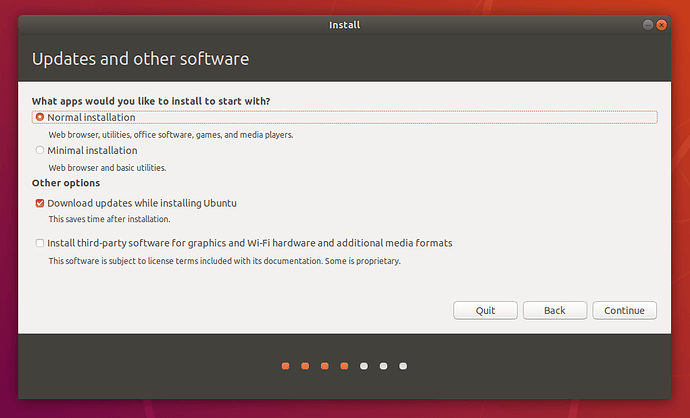 Install
Updates and other software
What apps would you like to install to start with?
Normal installation
Web browser, utilities, office software, games, and media players.
Minimal installation
Web browser and basic utilities.
Other options
Download updates while installing Ubuntu
This saves time after installation.
Install third-party software for graphics and Wi-Fi hardware and additional media formats
This software is subject to license terms included with its documentation. Some is proprietary.
Quit Back Continue